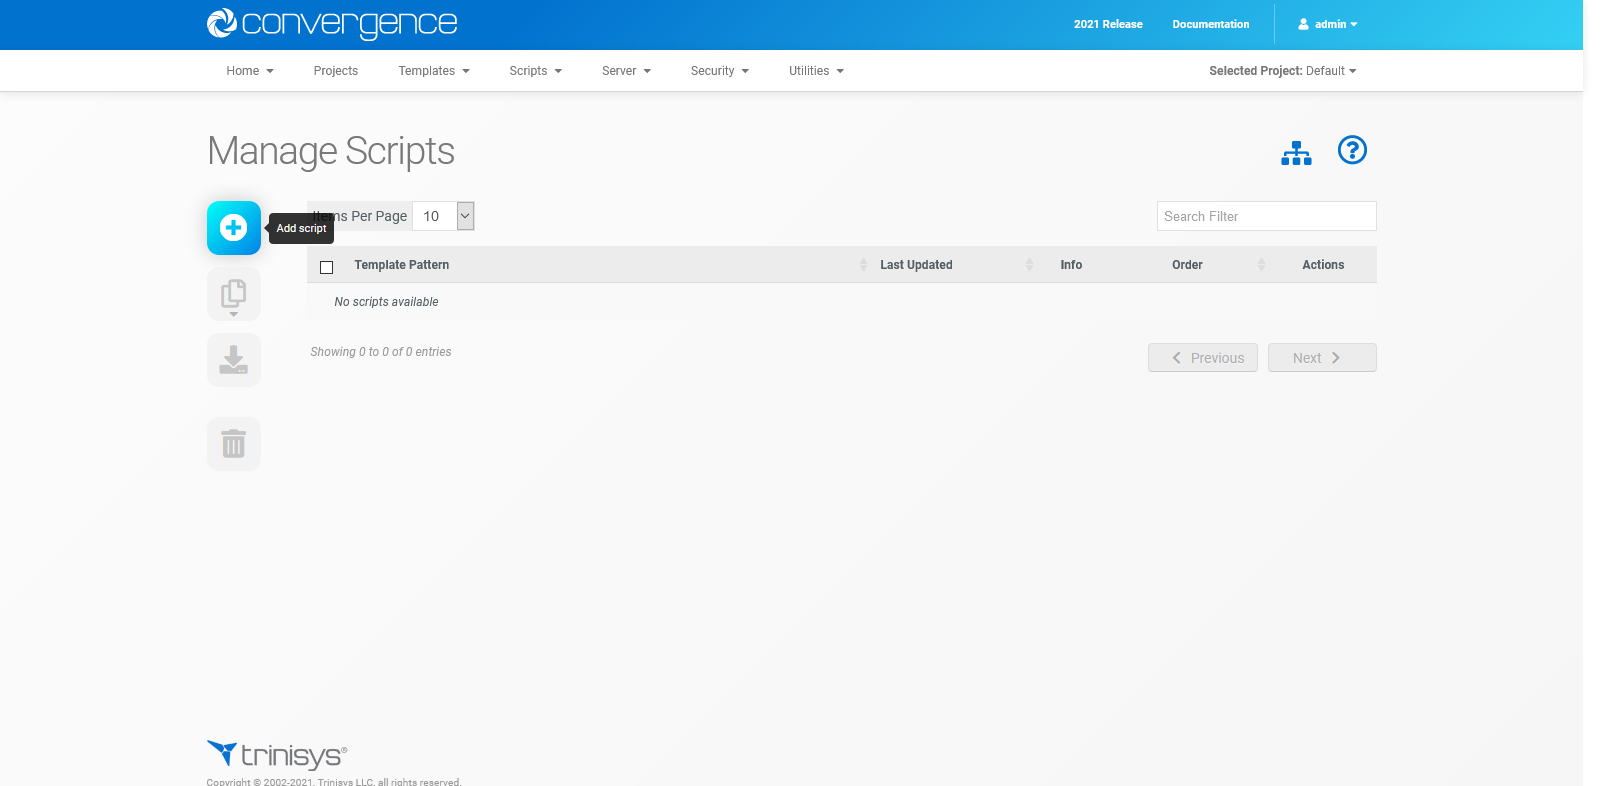 convergence
2021 Release Documentation admin
Home Projects Templates Scripts Server Security Utilities Selected Project: Default
Manage Scripts
Items Per Page 10 Search Filter
Add script
Template Pattern Last Updated Info Order Actions
No scripts available
Showing 0 to 0 of 0 entries Previous Next
trinisys®
Copyright © 2002-2021, Trinisys LLC, all rights reserved.